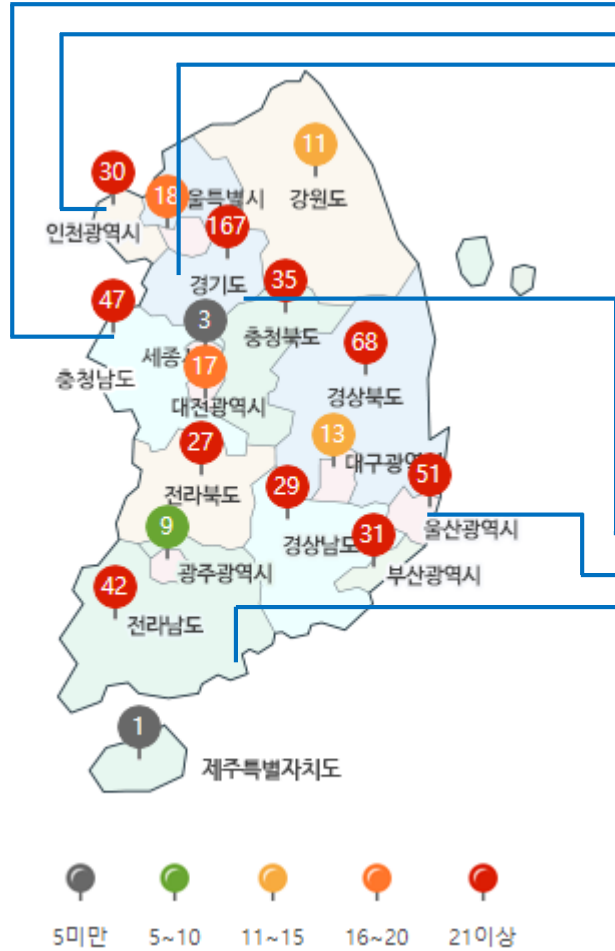 11
강원도
30
인천광역시
18
울특별시
167
경기도
35
충청북도
47
충청남도
3
세종
17
대전광역시
68
경상북도
13
대구광역
51
울산광역시
27
전라북도
29
경상남도
31
부산광역시
9
광주광역시
42
전라남도
1
제주특별자치도
5미만 5~10 11~15 16~20 21이상